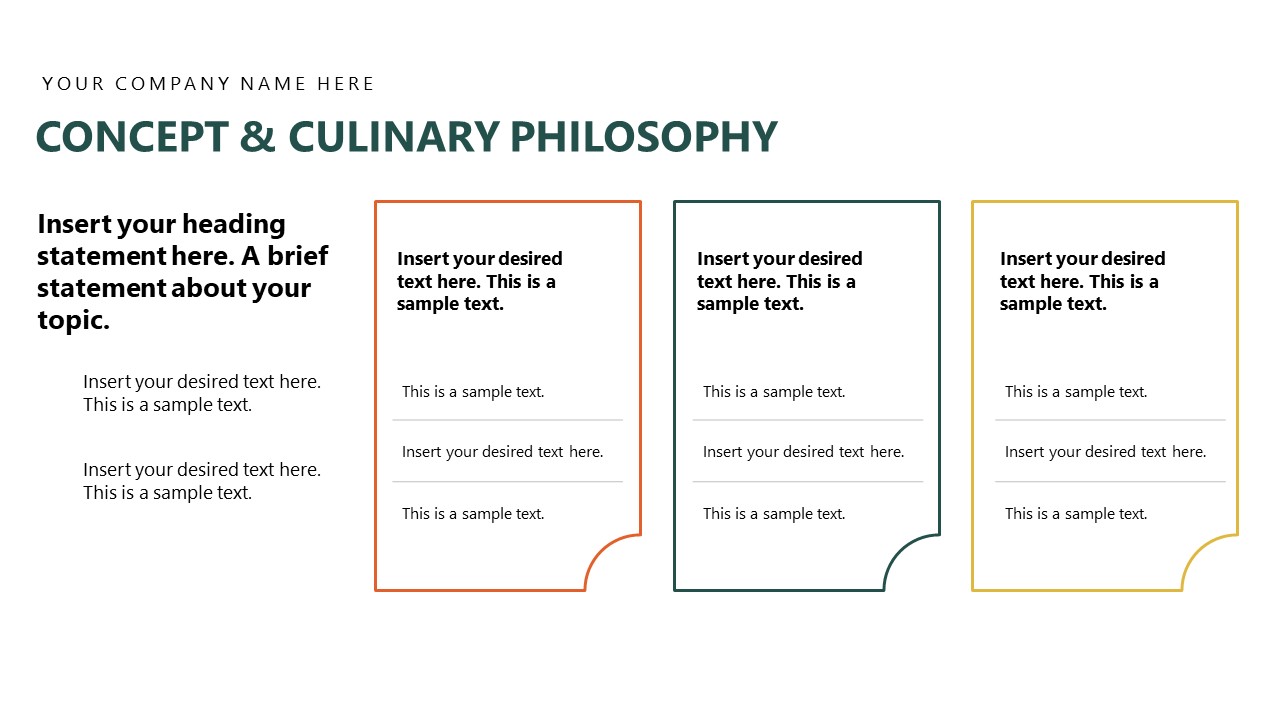 YOUR COMPANY NAME HERE
CONCEPT & CULINARY PHILOSOPHY
Insert your heading
statement here. A brief
statement about your
topic.
Insert your desired text here.
This is a sample text.
Insert your desired text here.
This is a sample text.
Insert your desired
text here. This is a
sample text.
This is a sample text.
Insert your desired text here.
This is a sample text.
Insert your desired
text here. This is a
sample text.
This is a sample text.
Insert your desired text here.
This is a sample text.
Insert your desired
text here. This is a
sample text.
This is a sample text.
Insert your desired text here.
This is a sample text.